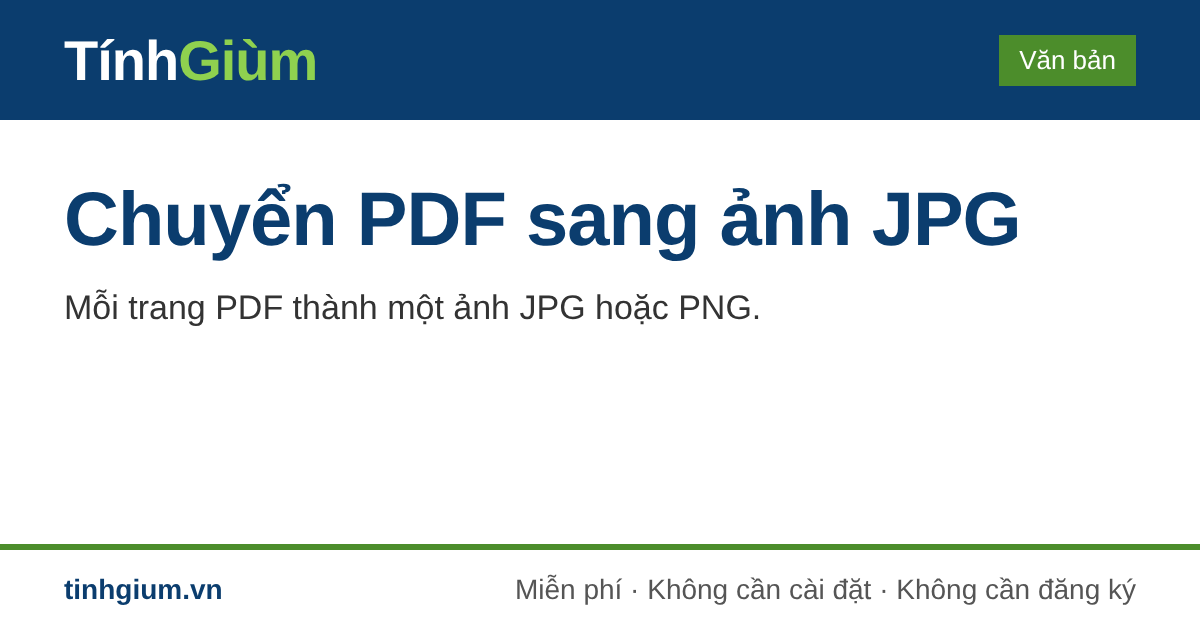 TínhGiùm
Văn bản
Chuyển PDF sang ảnh JPG
Mỗi trang PDF thành một ảnh JPG hoặc PNG.
tinhgium.vn
Miễn phí · Không cần cài đặt · Không cần đăng ký